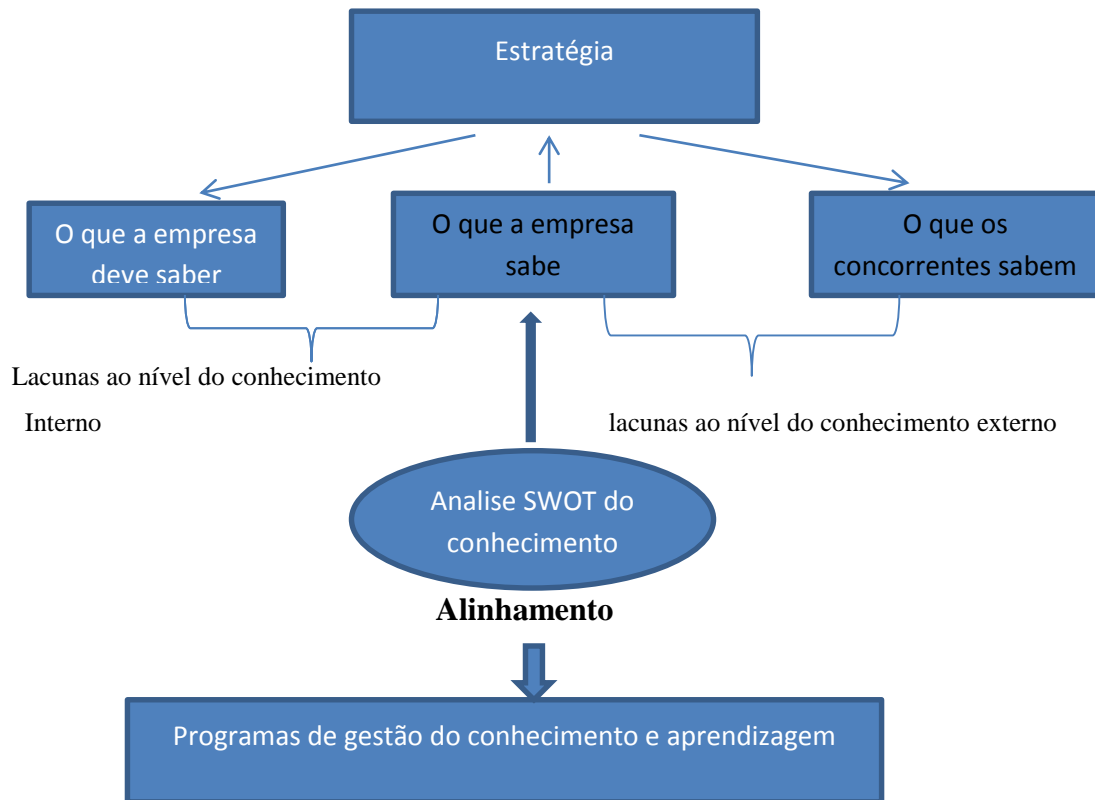 Estratégia
O que a empresa
deve saber
O que a empresa
sabe
O que os
concorrentes sabem
Lacunas ao nível do conhecimento
Interno
lacunas ao nível do conhecimento externo
Analise SWOT do
conhecimento
Alinhamento
Programas de gestão do conhecimento e aprendizagem